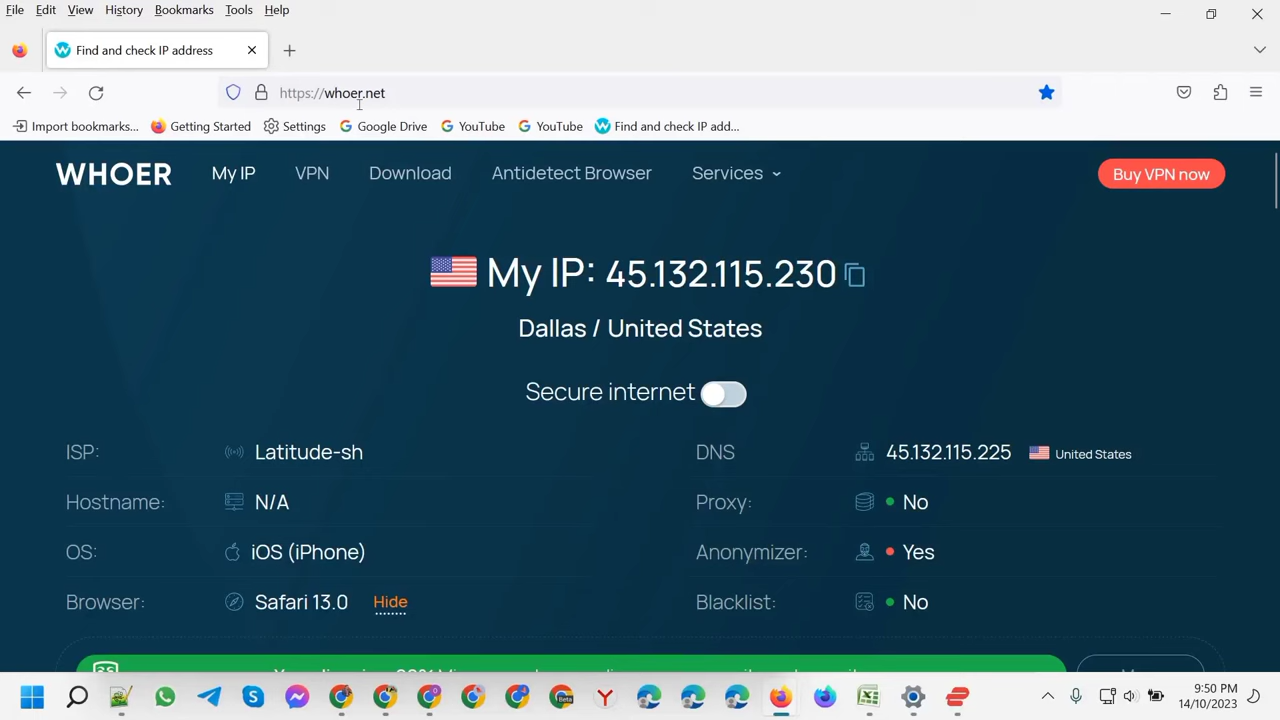 File Edit View History Bookmarks Tools Help
Find and check IP address
https://whoer.net
Import bookmarks... Getting Started Settings Google Drive YouTube YouTube Find and check IP add...
WHOER My IP VPN Download Antidetect Browser Services Buy VPN now
My IP: 45.132.115.230
Dallas / United States
Secure internet
ISP: Latitude-sh DNS 45.132.115.225 United States
Hostname: N/A Proxy: No
OS: iOS (iPhone) Anonymizer: Yes
Browser: Safari 13.0 Hide Blacklist: No
Beta
9:50 PM
14/10/2023